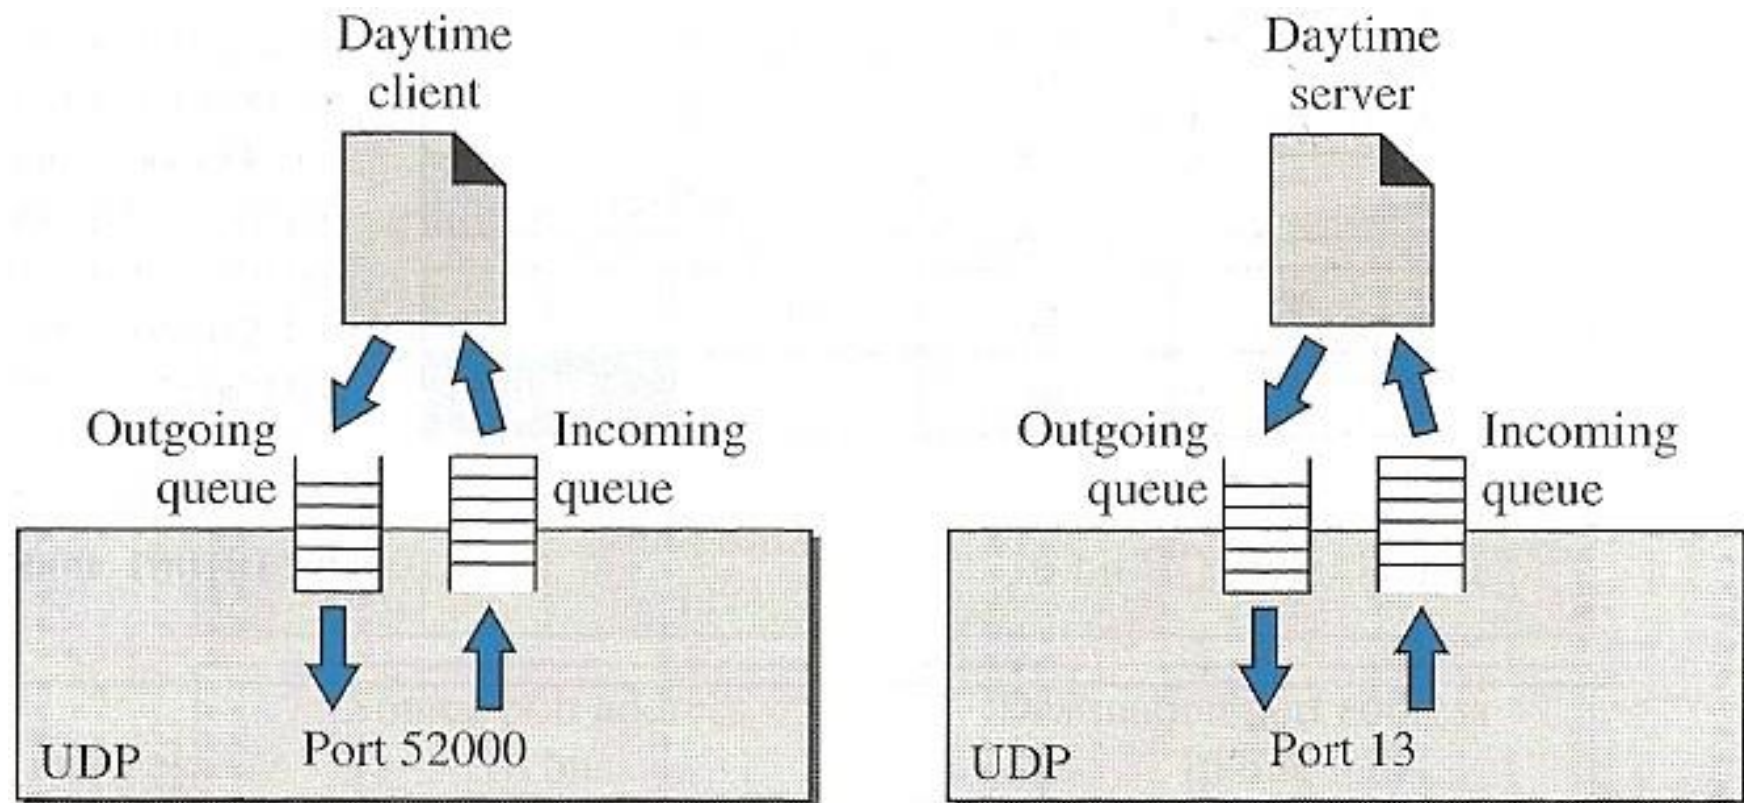 Daytime
client
Outgoing
queue
Incoming
queue
UDP
Port 52000
Daytime
server
Outgoing
queue
Incoming
queue
UDP
Port 13